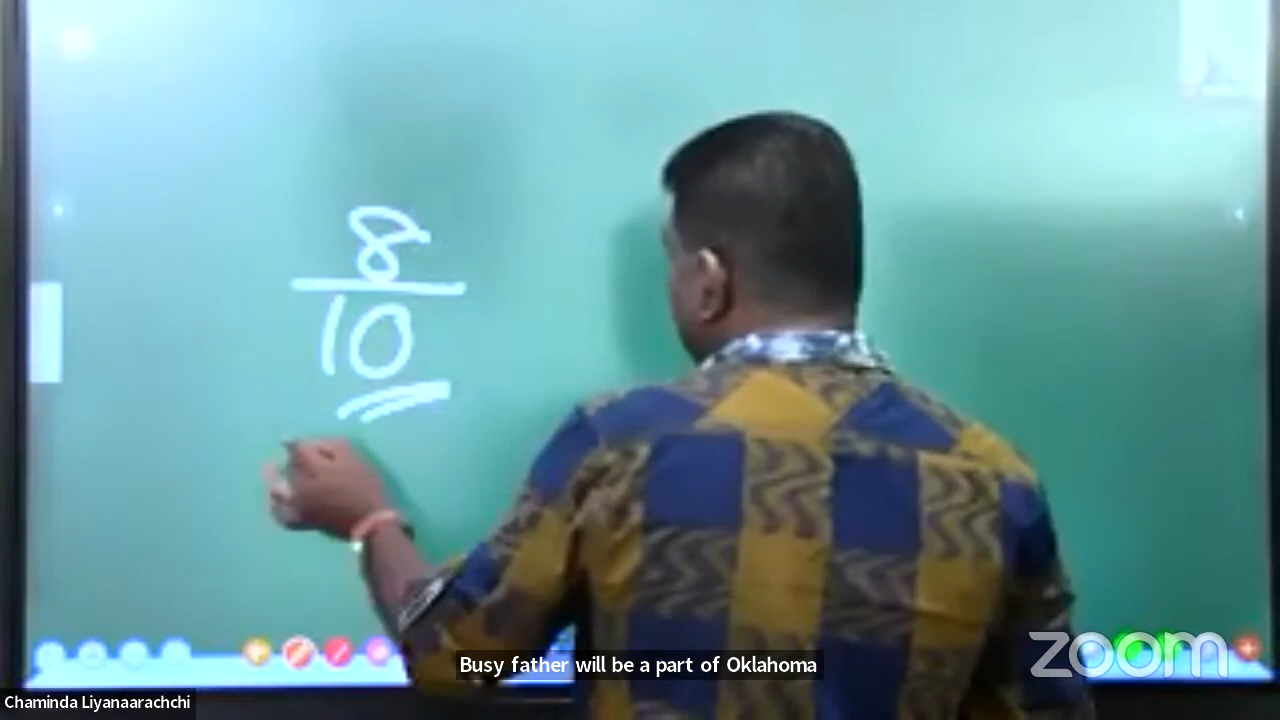 8
10
Busy father will be a part of Oklahoma
zoom
Chaminda Liyanaarachchi